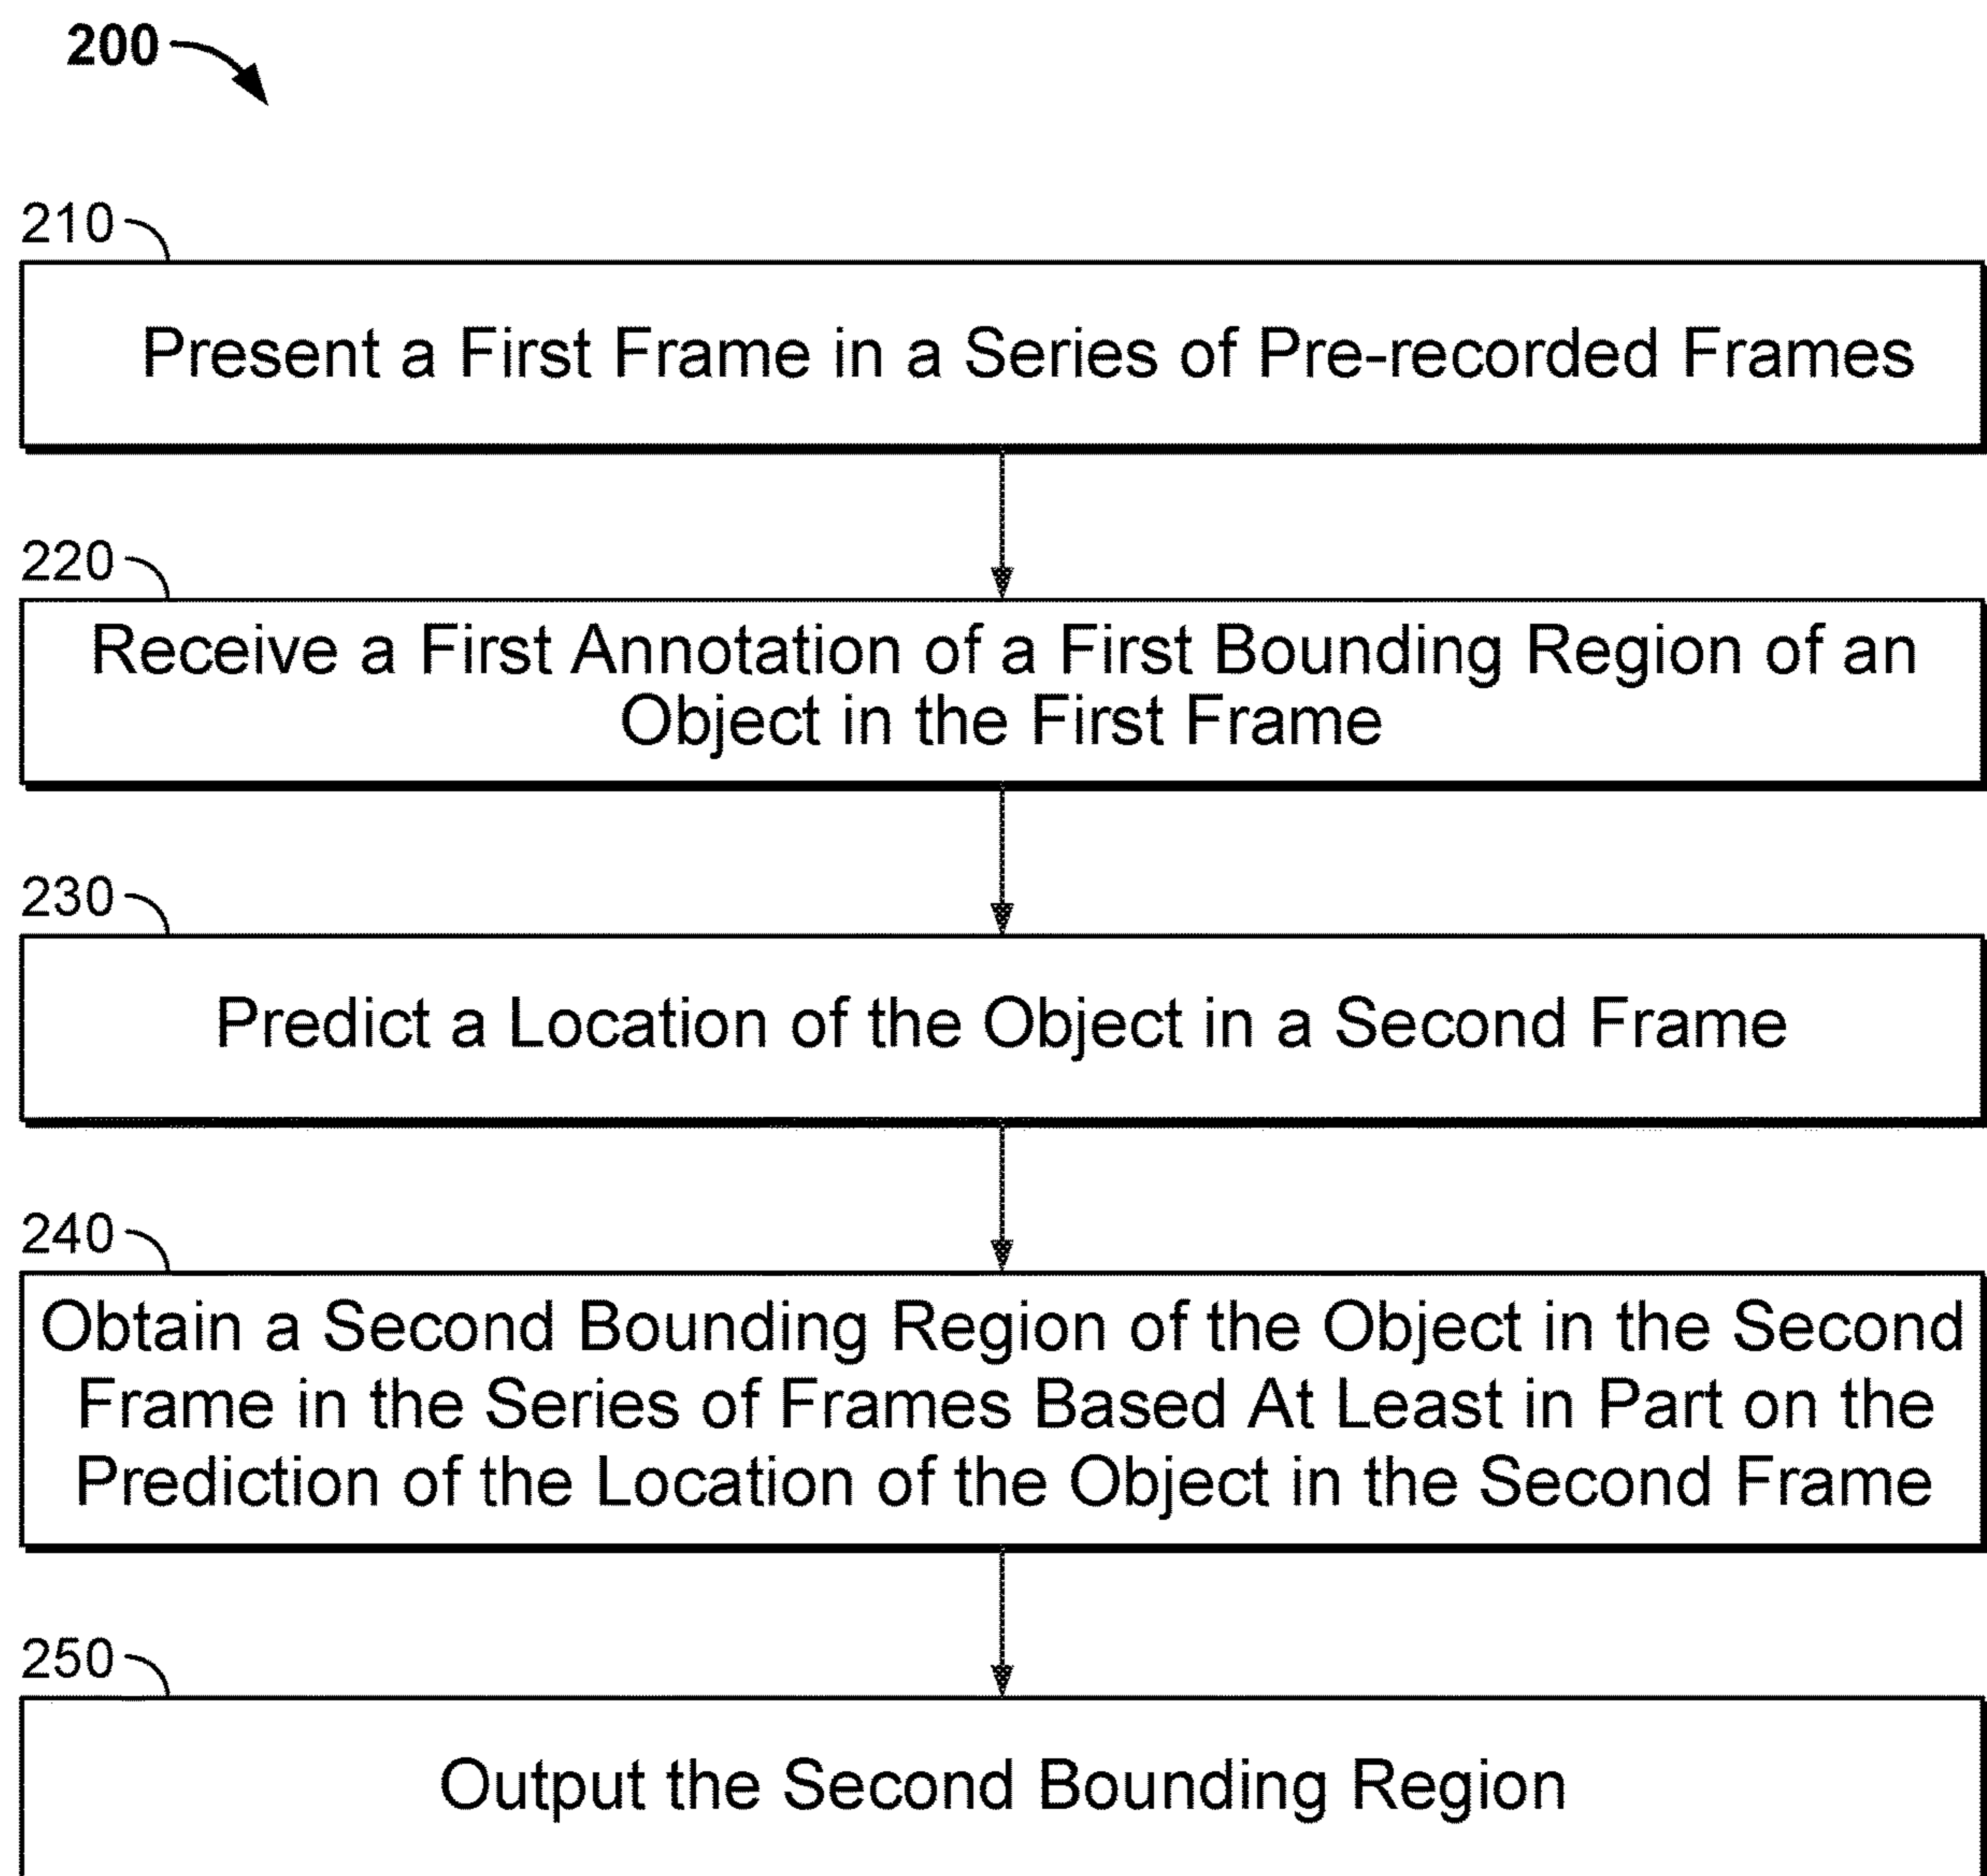 200
210
Present a First Frame in a Series of Pre-recorded Frames
220
Receive a First Annotation of a First Bounding Region of an
Object in the First Frame
230
Predict a Location of the Object in a Second Frame
240
Obtain a Second Bounding Region of the Object in the Second
Frame in the Series of Frames Based At Least in Part on the
Prediction of the Location of the Object in the Second Frame
250
Output the Second Bounding Region